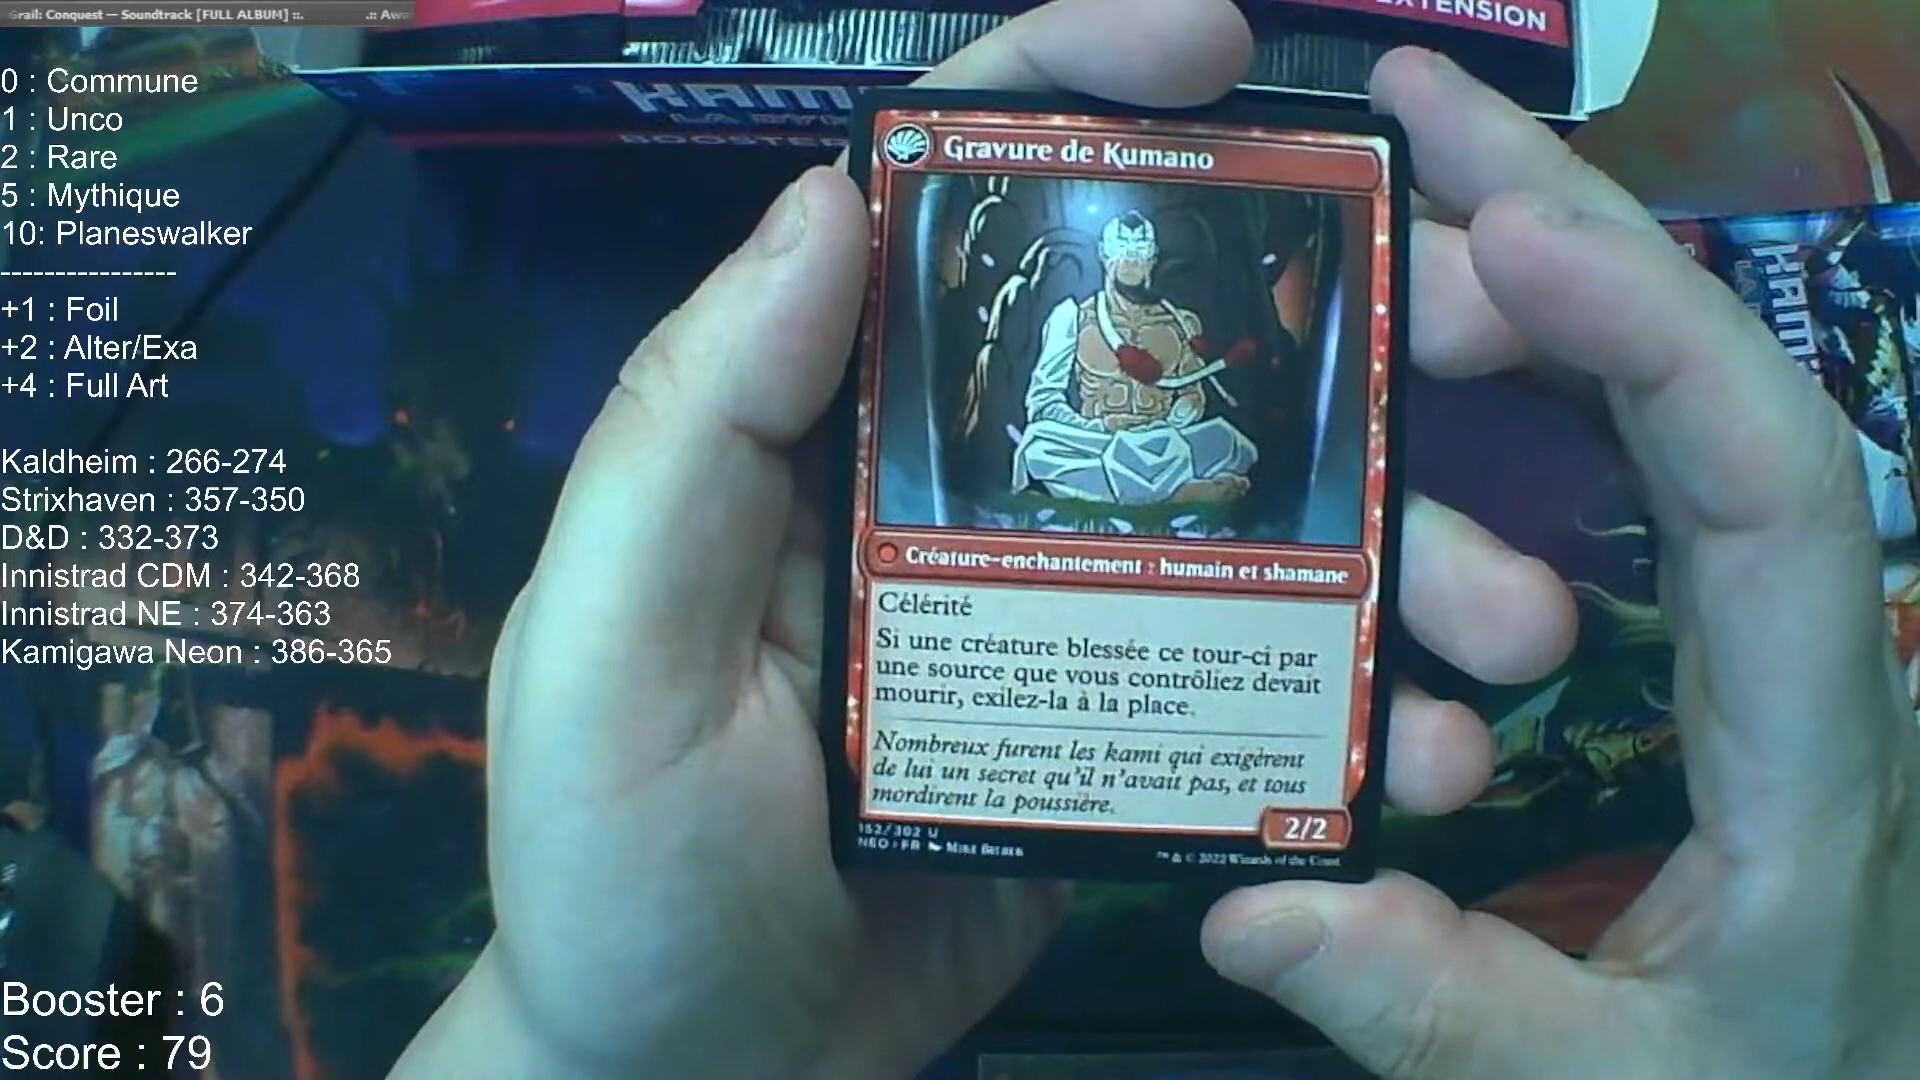 Grail: Conquest — Soundtrack [FULL ALBUM] ::. .:: Awa
EXTENSION
0 : Commune
1 : Unco
2 : Rare
5 : Mythique
10: Planeswalker
----------------
+1 : Foil
+2 : Alter/Exa
+4 : Full Art
Kaldheim : 266-274
Strixhaven : 357-350
D&D : 332-373
Innistrad CDM : 342-368
Innistrad NE : 374-363
Kamigawa Neon : 386-365
Booster : 6
Score : 79
KAMI
BOOSTER
Gravure de Kumano
Créature-enchantement : humain et shamane
Célérité
Si une créature blessée ce tour-ci par
une source que vous contrôliez devait
mourir, exilez-la à la place.
Nombreux furent les kami qui exigèrent
de lui un secret qu'il n'avait pas, et tous
mordirent la poussière.
2/2
152/302 U
NEO • FR
™ & © 2022 Wizards of the Coast
KAMI